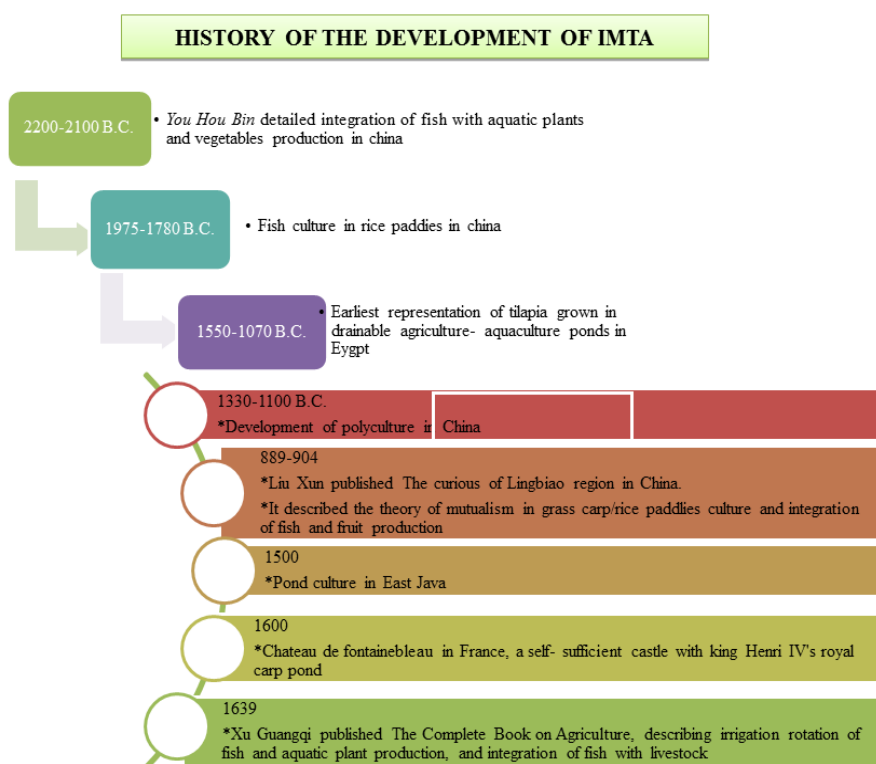 HISTORY OF THE DEVELOPMENT OF IMTA
2200-2100 B.C.
• You Hou Bin detailed integration of fish with aquatic plants
and vegetables production in china
1975-1780 B.C.
• Fish culture in rice paddies in china
1550-1070 B.C.
• Earliest representation of tilapia grown in
drainable agriculture- aquaculture ponds in
Eygpt
1330-1100 B.C.
*Development of polyculture in China
889-904
*Liu Xun published The curious of Lingbiao region in China.
*It described the theory of mutualism in grass carp/rice paddlies culture and integration
of fish and fruit production
1500
*Pond culture in East Java
1600
*Chateau de fontainebleau in France, a self- sufficient castle with king Henri IV's royal
carp pond
1639
*Xu Guangqi published The Complete Book on Agriculture, describing irrigation rotation of
fish and aquatic plant production, and integration of fish with livestock